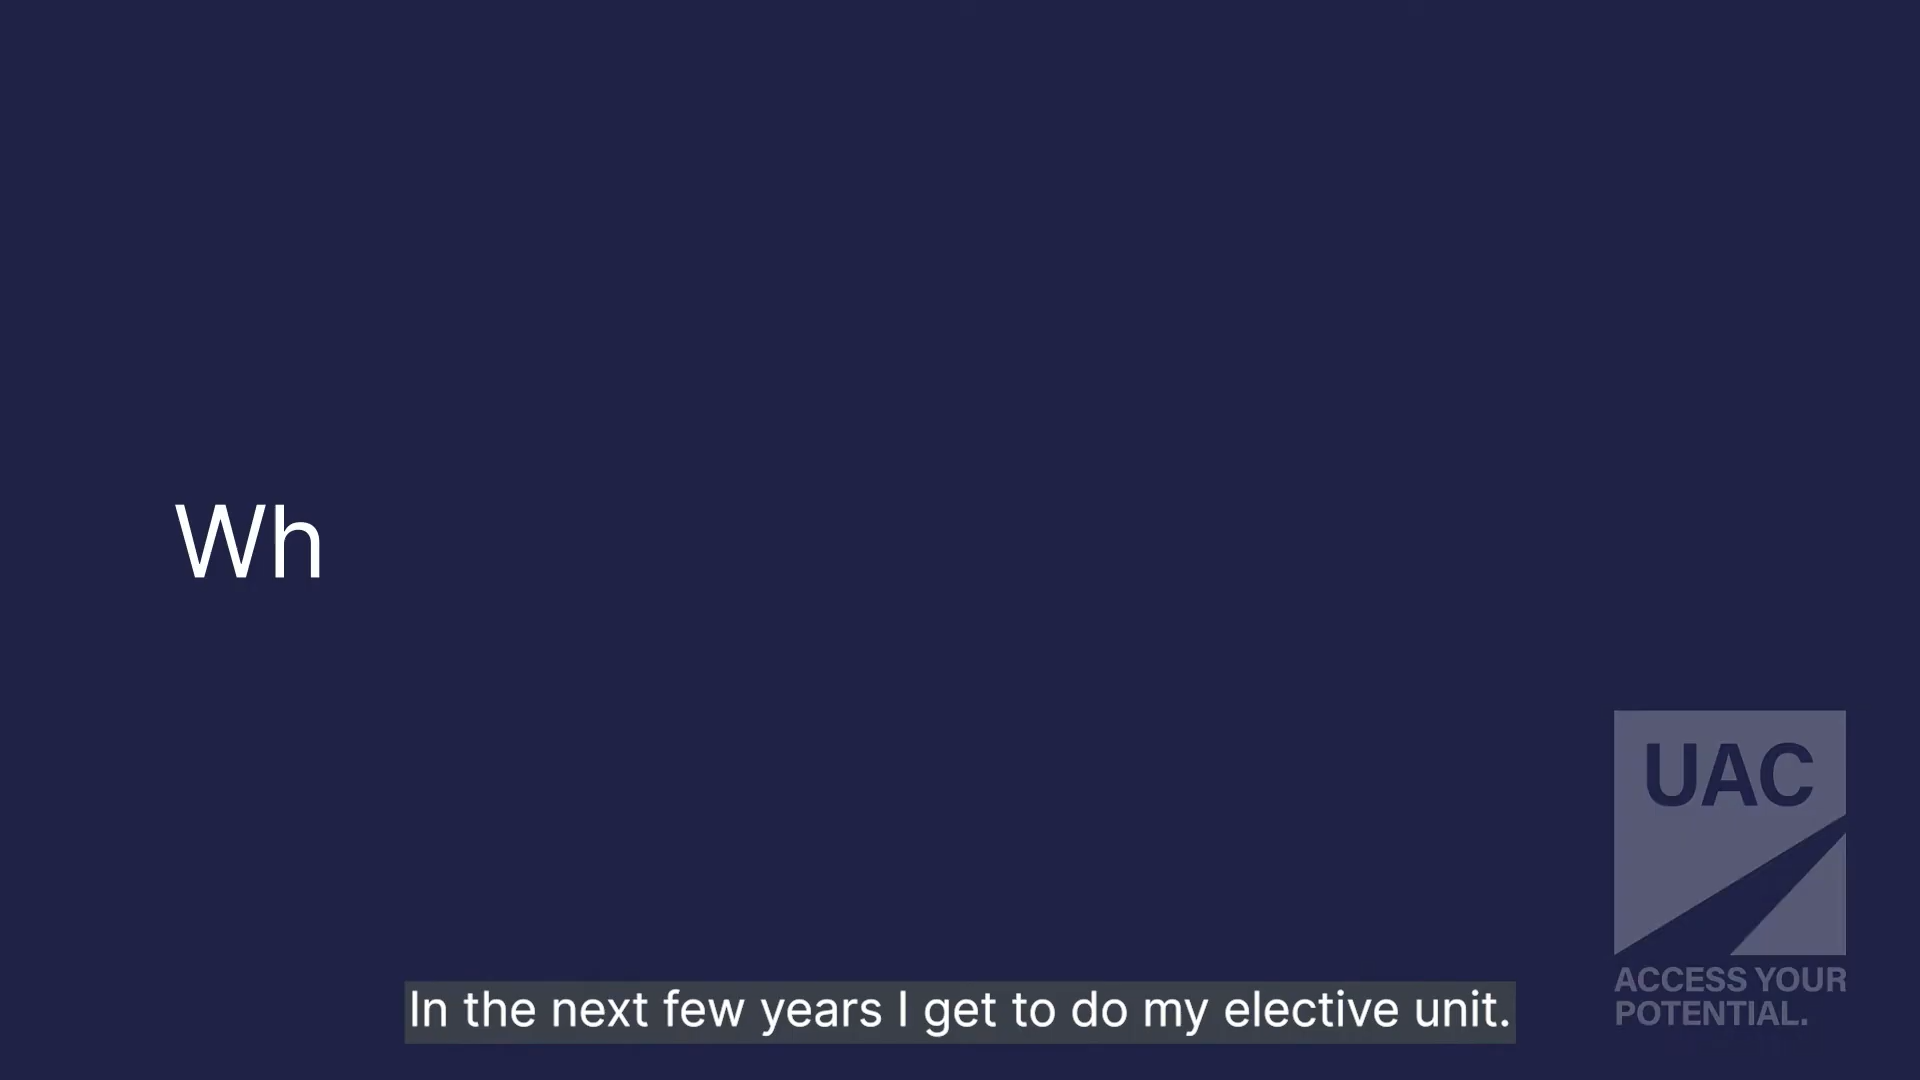 Wh
UAC
ACCESS YOUR
POTENTIAL.
In the next few years I get to do my elective unit.